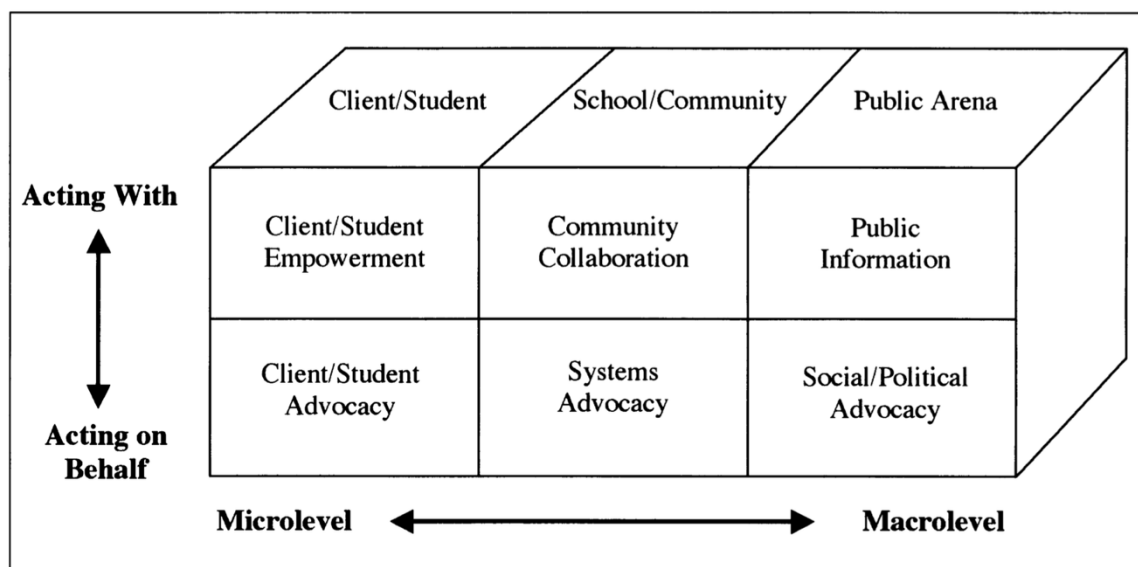 Client/Student
School/Community
Public Arena
Acting With
Client/Student
Empowerment
Community
Collaboration
Public
Information
Client/Student
Advocacy
Systems
Advocacy
Social/Political
Advocacy
Acting on
Behalf
Microlevel
Macrolevel